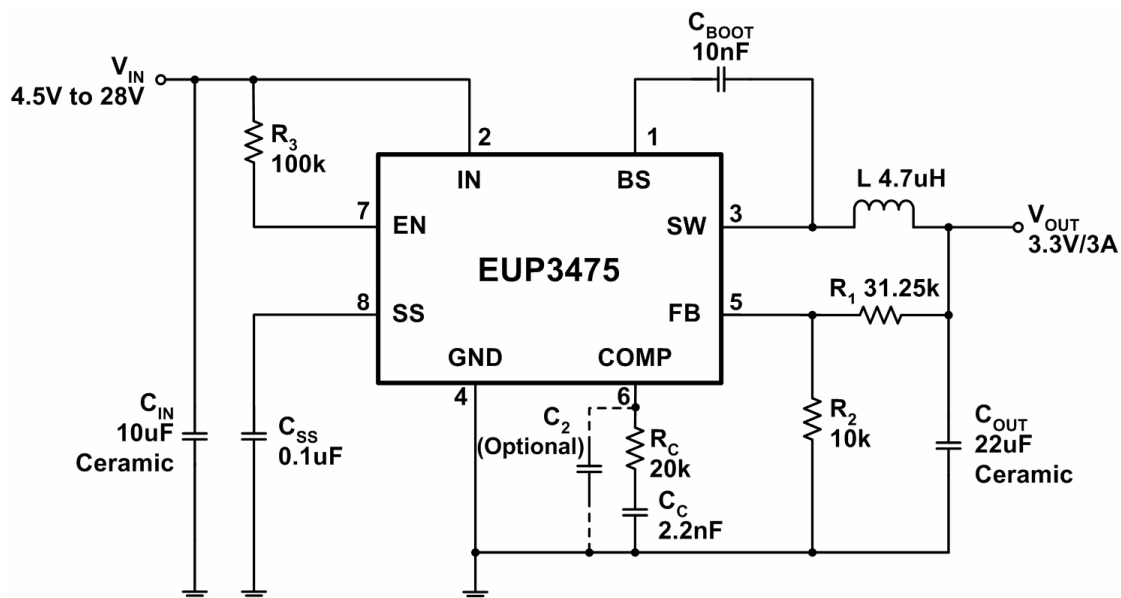 C_BOOT
10nF
V_IN
4.5V to 28V
R_3
100k
2
1
IN
BS
L 4.7uH
7
EN
SW
3
V_OUT
3.3V/3A
EUP3475
R_1 31.25k
8
SS
FB
5
GND
COMP
4
6
C_IN
10uF
Ceramic
C_SS
0.1uF
C_2
(Optional)
R_C
20k
C_C
2.2nF
R_2
10k
C_OUT
22uF
Ceramic